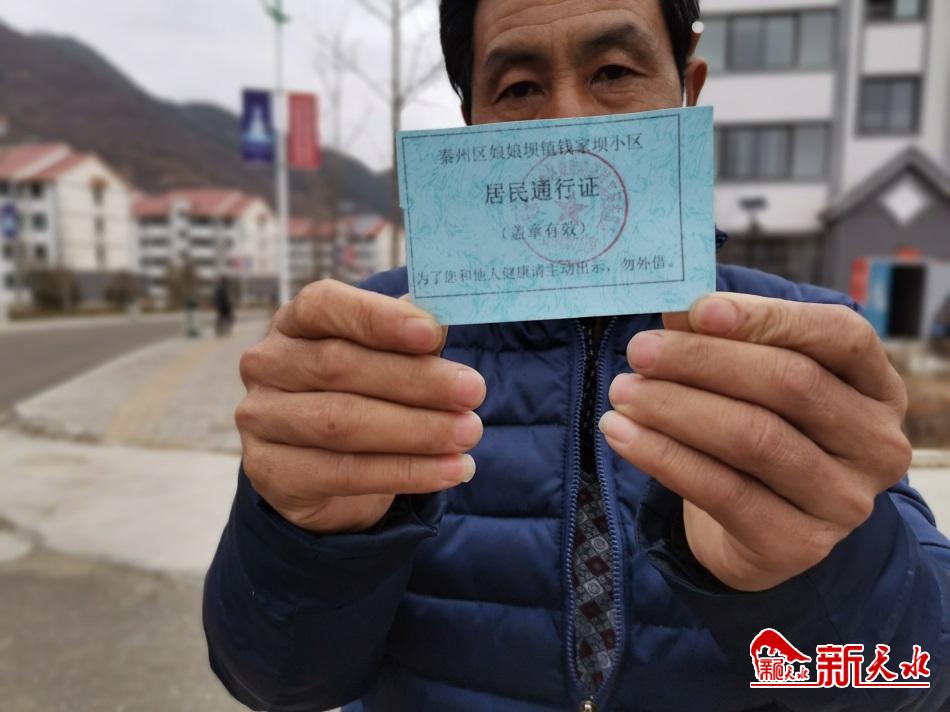 秦州区娘娘坝镇钱家坝小区
居民通行证
（盖章有效）
为了您和他人健康请主动出示，勿外借。
新天水